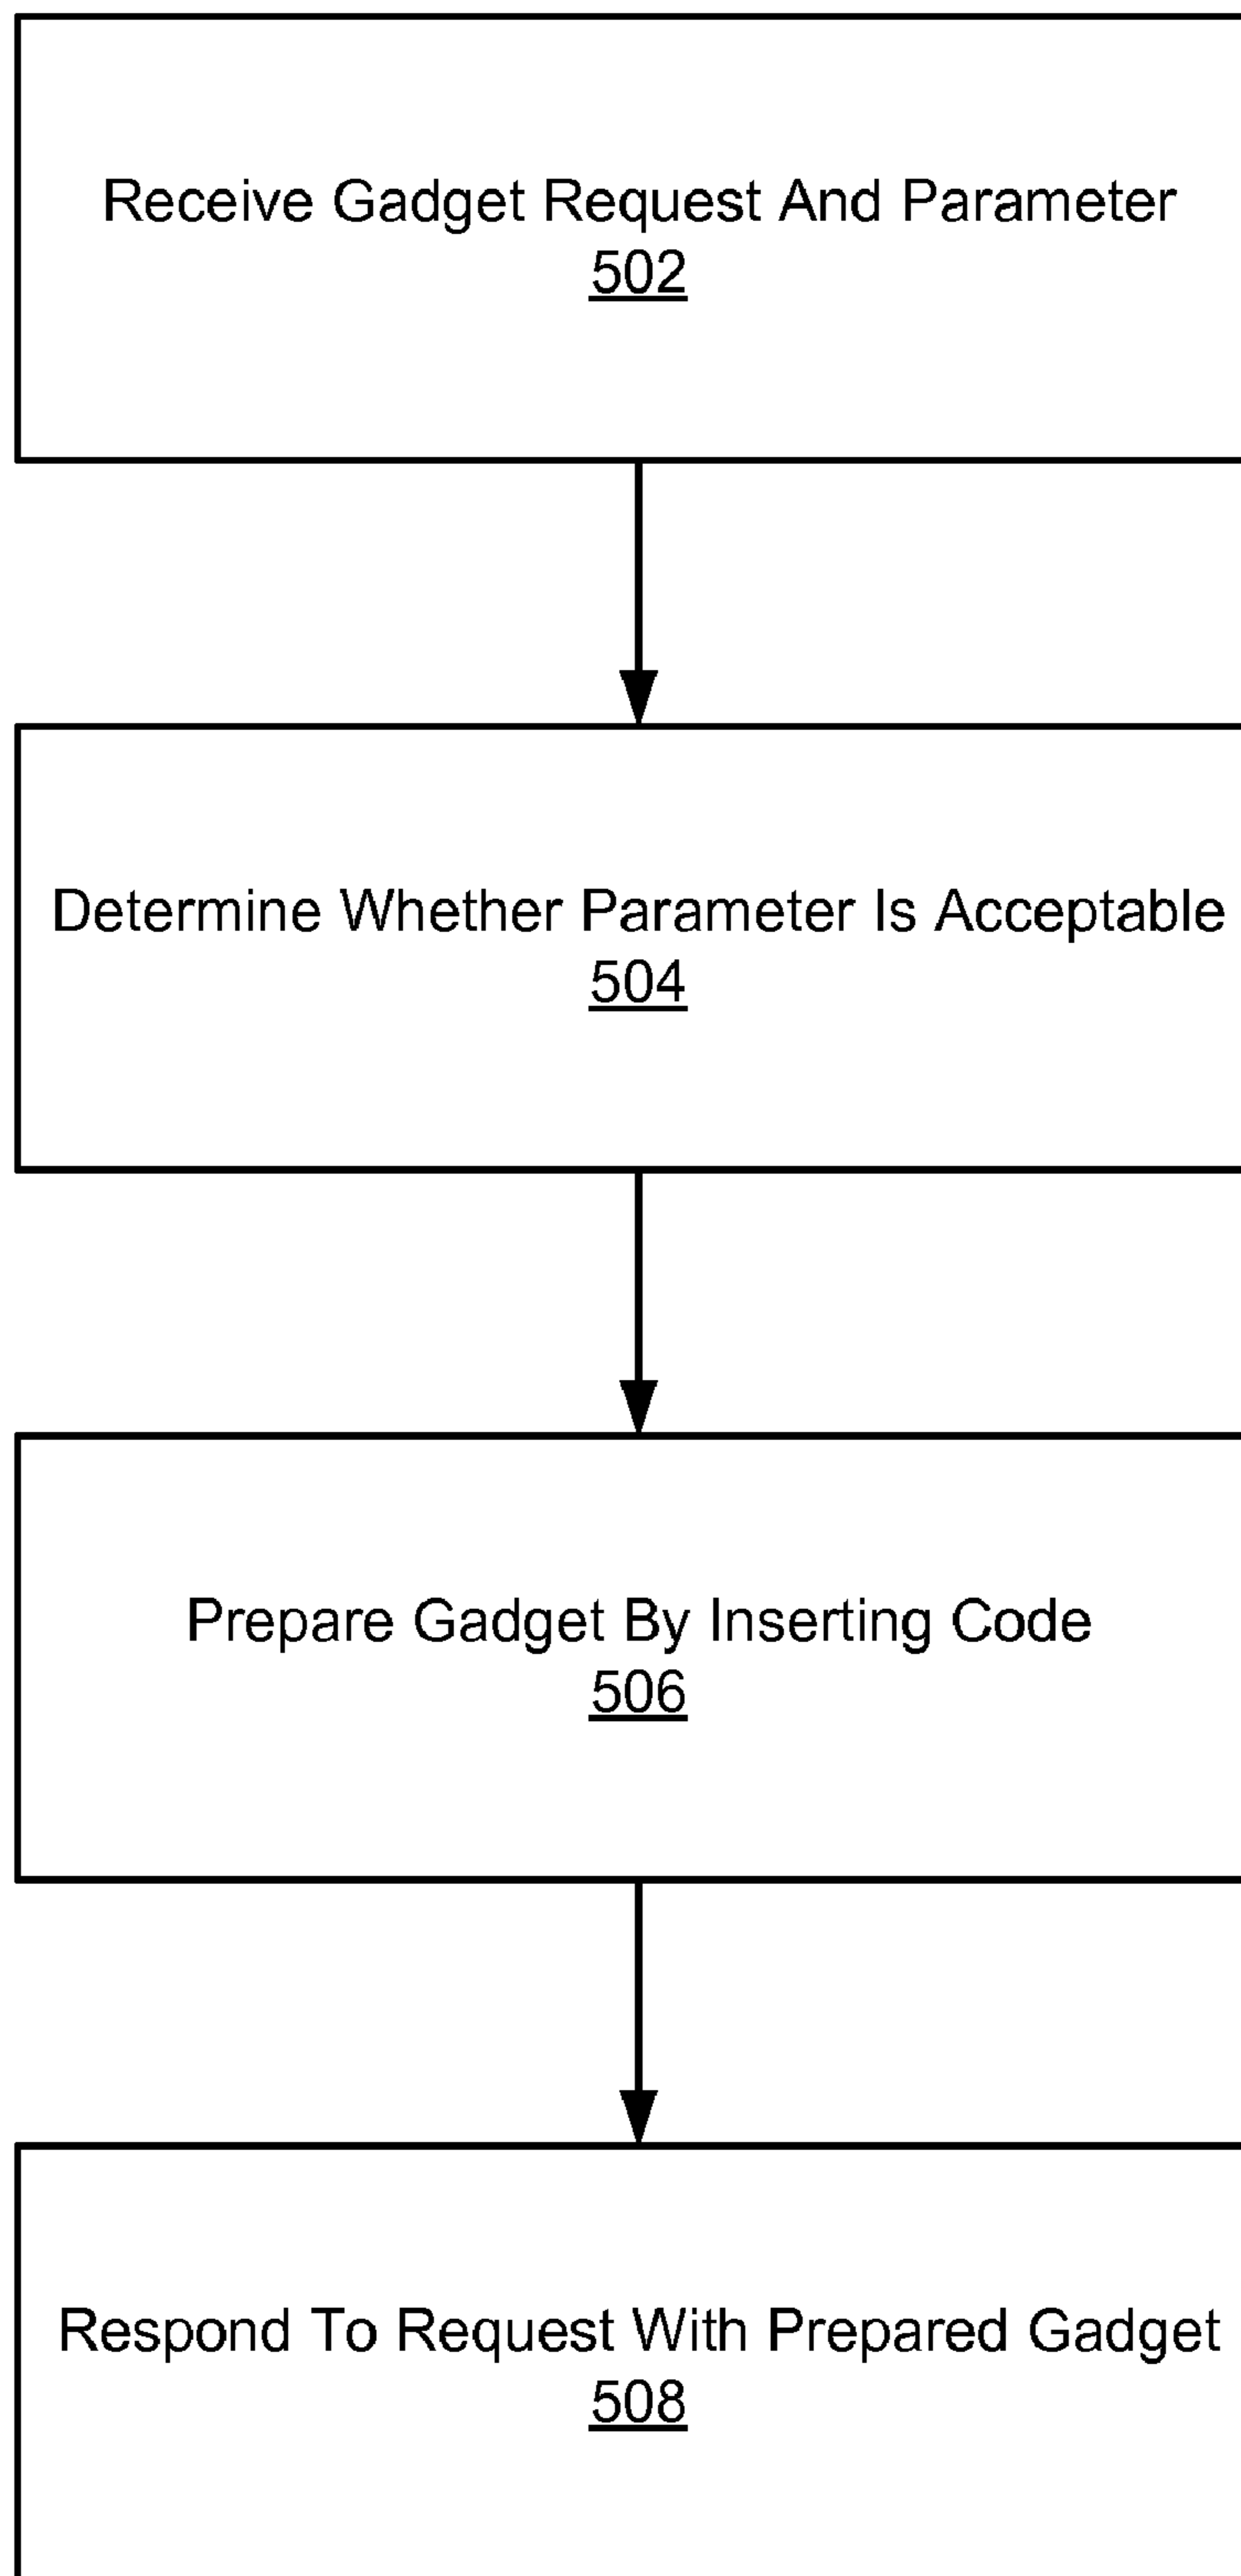 Receive Gadget Request And Parameter
502
Determine Whether Parameter Is Acceptable
504
Prepare Gadget By Inserting Code
506
Respond To Request With Prepared Gadget
508